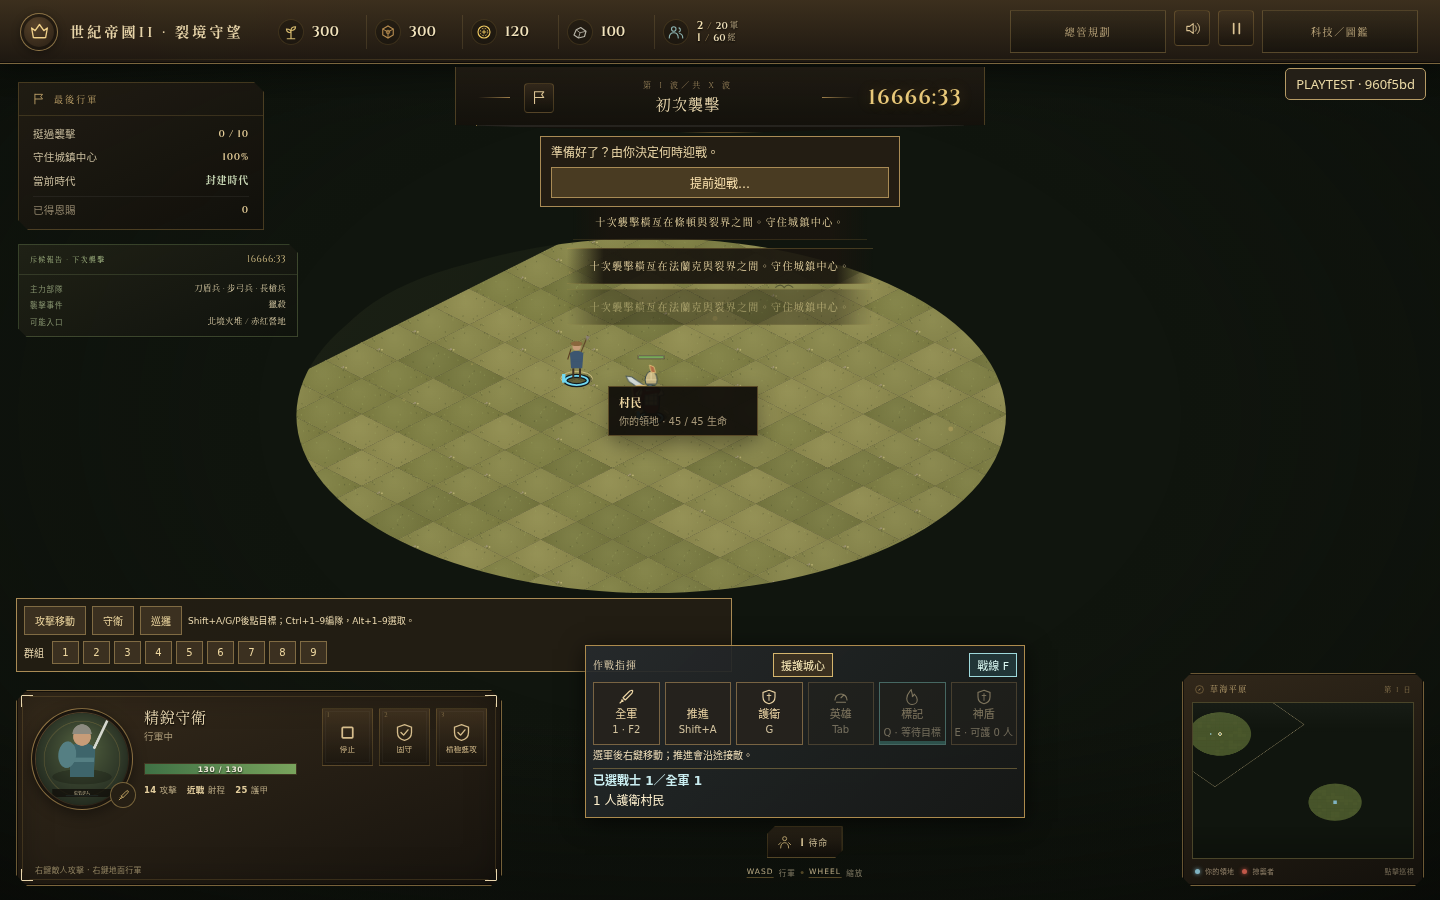 世紀帝國II · 裂境守望
300
300
120
100
2 / 20 軍
1 / 60 經
總管規劃
科技／圖鑑
PLAYTEST · 960f5bd
最後行軍
挺過襲擊 0 / 10
守住城鎮中心 100%
當前時代 封建時代
已得恩賜 0
第 1 波／共 X 波
初次襲擊
16666:33
準備好了？由你決定何時迎戰。
提前迎戰…
十次襲擊橫亙在條頓與裂界之間。守住城鎮中心。
十次襲擊橫亙在法蘭克與裂界之間。守住城鎮中心。
十次襲擊橫亙在法蘭克與裂界之間。守住城鎮中心。
斥候報告 · 下次襲擊 16666:33
主力部隊 刀盾兵 · 步弓兵 · 長槍兵
襲擊事件 獵殺
可能入口 北境火堆 / 赤紅營地
村民
你的領地 · 45 / 45 生命
攻擊移動 守衛 巡邏 Shift+A/G/P後點目標；Ctrl+1–9編隊，Alt+1–9選取。
群組 1 2 3 4 5 6 7 8 9
作戰指揮 援護城心 戰線 F
全軍 推進 護衛 英雄 標記 神盾
1 · F2 Shift+A G Tab Q · 等待目標 E · 可護 0 人
選軍後右鍵移動；推進會沿途接敵。
已選戰士 1／全軍 1
1 人護衛村民
精銳守衛
行軍中
130 / 130
14 攻擊 近戰 射程 25 護甲
1 停止
2 固守
3 積極進攻
右鍵敵人攻擊 · 右鍵地面行軍
1 待命
WASD 行軍 • WHEEL 縮放
草海平原 第 1 日
你的領地 掠襲者 點擊巡視